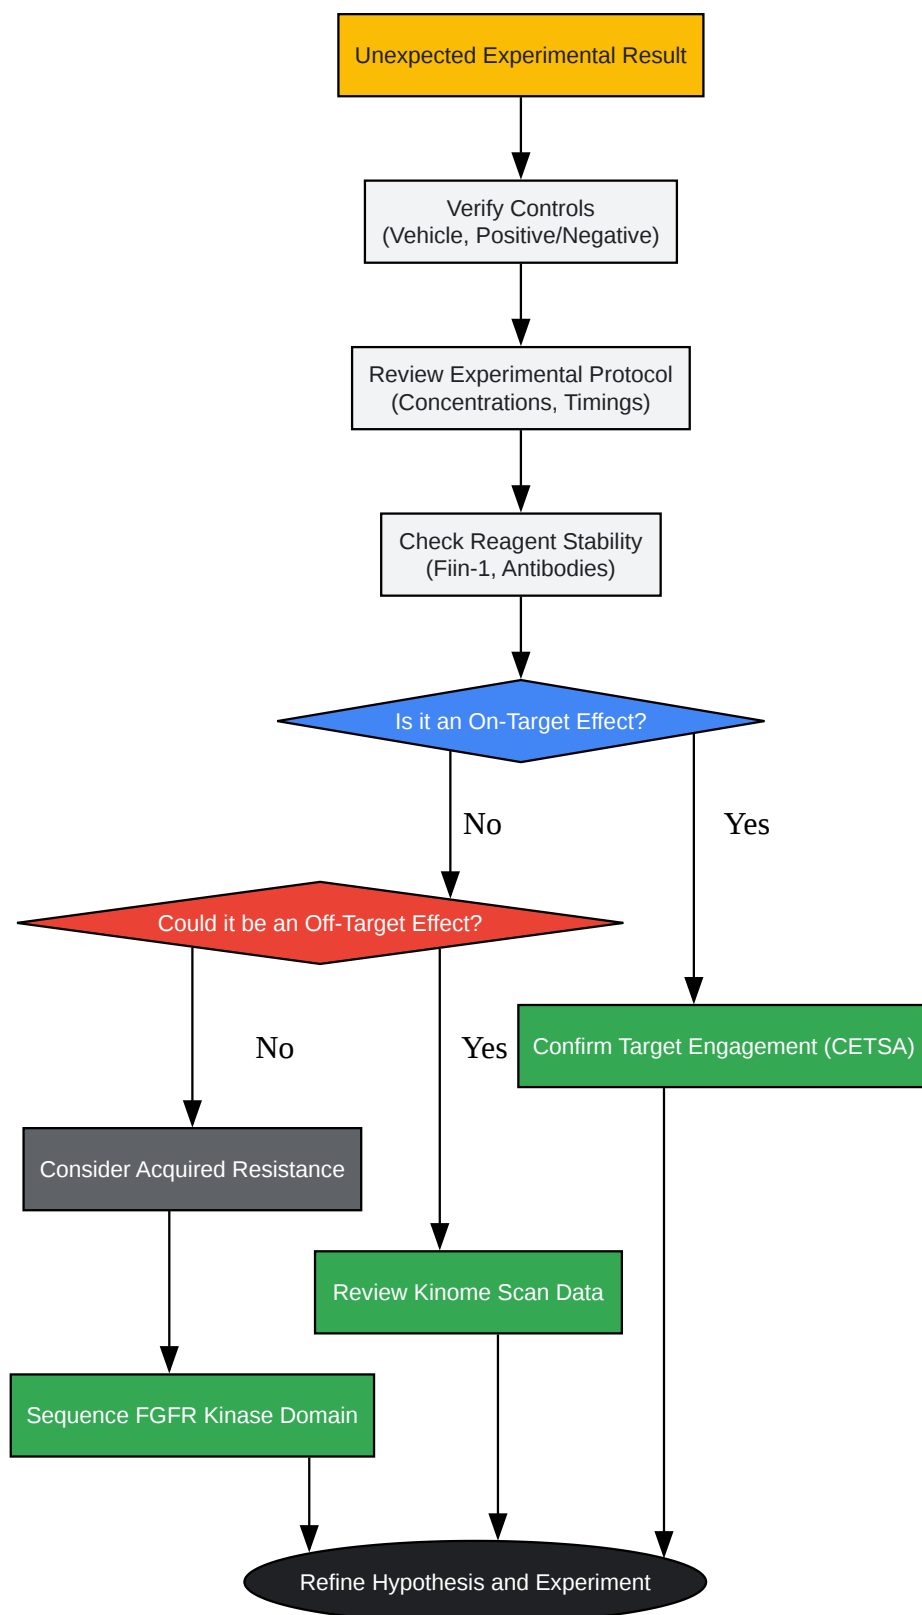 Unexpected Experimental Result
Verify Controls
(Vehicle, Positive/Negative)
Review Experimental Protocol
(Concentrations, Timings)
Check Reagent Stability
(Fiin-1, Antibodies)
Is it an On-Target Effect?
No
Yes
Could it be an Off-Target Effect?
No
Yes
Confirm Target Engagement (CETSA)
Consider Acquired Resistance
Review Kinome Scan Data
Sequence FGFR Kinase Domain
Refine Hypothesis and Experiment